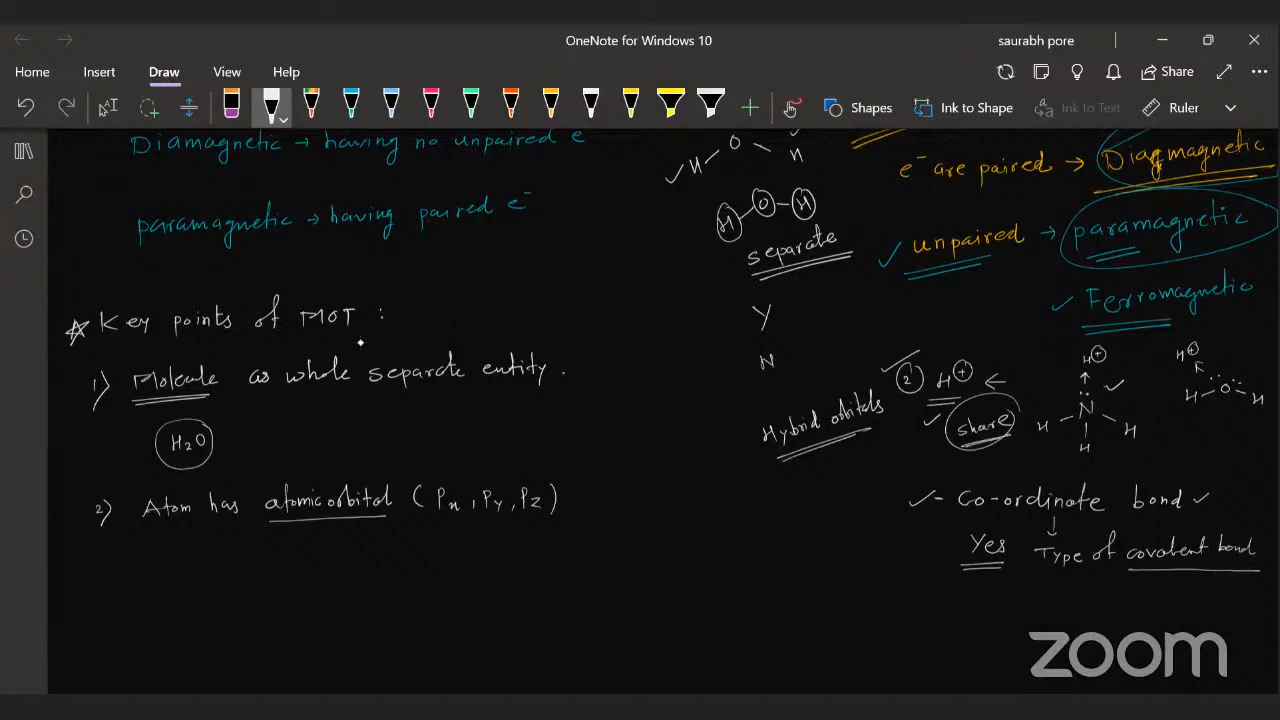 OneNote for Windows 10
saurabh pore
Home Insert Draw View Help
Share
Shapes
Ink to Shape
Ink to Text
Ruler
Diamagnetic → having no unpaired e
paramagnetic → having paired e⁻
Key points of MOT :
1) Molecule as whole separate entity .
H₂O
2) Atom has atomic orbital ( Px , Py , Pz )
H O H
H O H
separate
Y
N
Hybrid orbitals
e⁻ are paired → Diamagnetic
unpaired → paramagnetic
Ferromagnetic
2 H⁺ ←
share
H⁺
H N H
H
H⁺
H O H
Co-ordinate bond
Yes Type of covalent bond
zoom